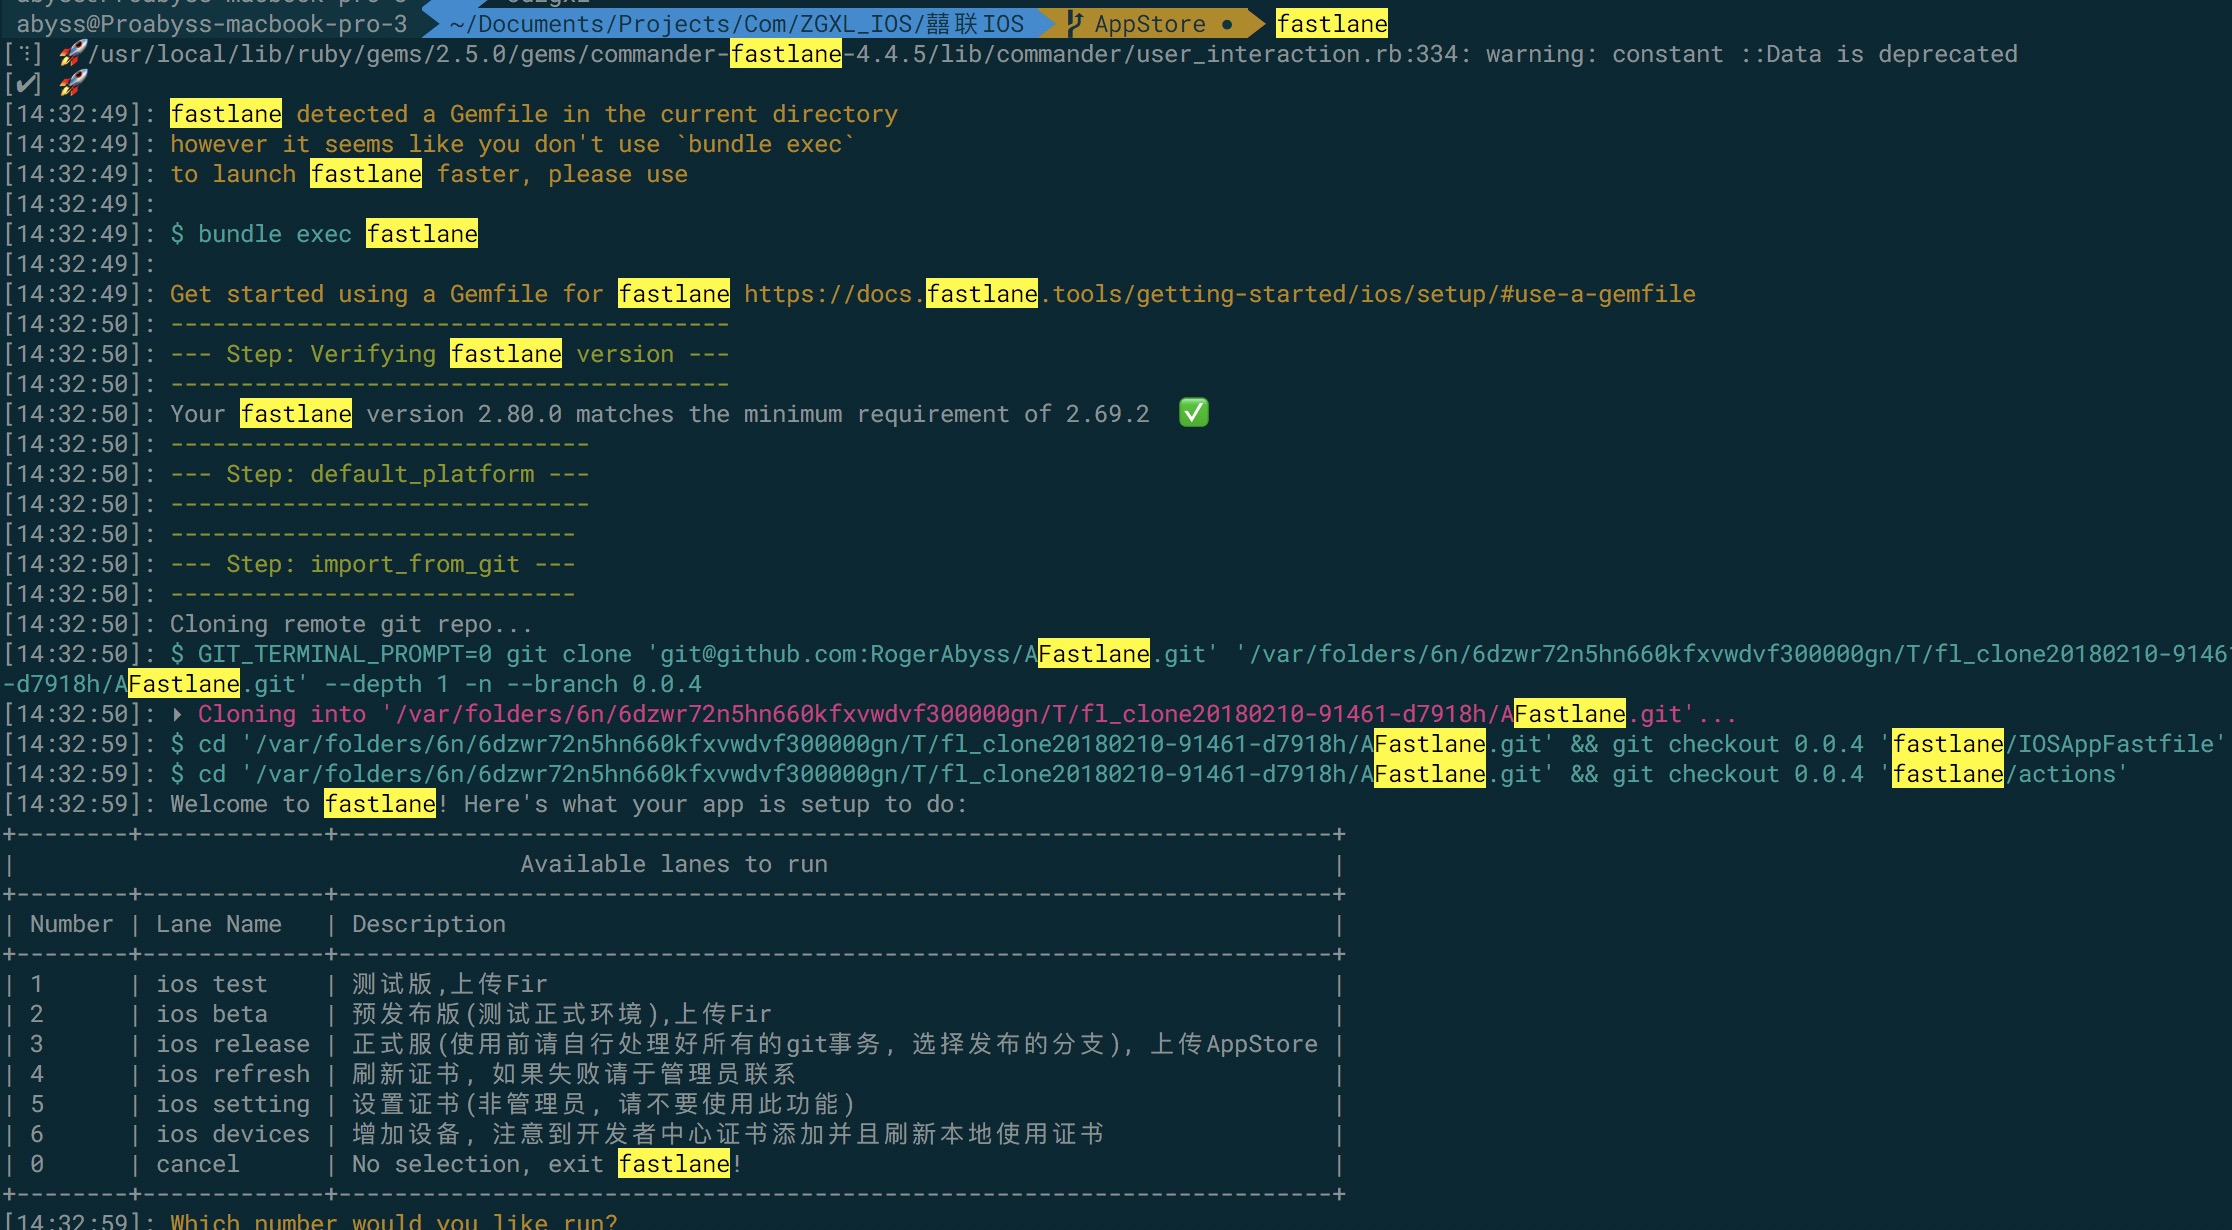 abyss@Proabyss-macbook-pro-3 ~/Documents/Projects/Com/ZGXL_IOS/囍联IOS AppStore ● fastlane
[⠹] 🚀/usr/local/lib/ruby/gems/2.5.0/gems/commander-fastlane-4.4.5/lib/commander/user_interaction.rb:334: warning: constant ::Data is deprecated
[✔] 🚀
[14:32:49]: fastlane detected a Gemfile in the current directory
[14:32:49]: however it seems like you don't use `bundle exec`
[14:32:49]: to launch fastlane faster, please use
[14:32:49]:
[14:32:49]: $ bundle exec fastlane
[14:32:49]:
[14:32:49]: Get started using a Gemfile for fastlane https://docs.fastlane.tools/getting-started/ios/setup/#use-a-gemfile
[14:32:50]: ----------------------------------------
[14:32:50]: --- Step: Verifying fastlane version ---
[14:32:50]: ----------------------------------------
[14:32:50]: Your fastlane version 2.80.0 matches the minimum requirement of 2.69.2 ✅
[14:32:50]: ------------------------------
[14:32:50]: --- Step: default_platform ---
[14:32:50]: ------------------------------
[14:32:50]: -----------------------------
[14:32:50]: --- Step: import_from_git ---
[14:32:50]: -----------------------------
[14:32:50]: Cloning remote git repo...
[14:32:50]: $ GIT_TERMINAL_PROMPT=0 git clone 'git@github.com:RogerAbyss/AFastlane.git' '/var/folders/6n/6dzwr72n5hn660kfxvwdvf300000gn/T/fl_clone20180210-91461
-d7918h/AFastlane.git' --depth 1 -n --branch 0.0.4
[14:32:50]: ▸ Cloning into '/var/folders/6n/6dzwr72n5hn660kfxvwdvf300000gn/T/fl_clone20180210-91461-d7918h/AFastlane.git'...
[14:32:59]: $ cd '/var/folders/6n/6dzwr72n5hn660kfxvwdvf300000gn/T/fl_clone20180210-91461-d7918h/AFastlane.git' && git checkout 0.0.4 'fastlane/IOSAppFastfile'
[14:32:59]: $ cd '/var/folders/6n/6dzwr72n5hn660kfxvwdvf300000gn/T/fl_clone20180210-91461-d7918h/AFastlane.git' && git checkout 0.0.4 'fastlane/actions'
[14:32:59]: Welcome to fastlane! Here's what your app is setup to do:
+--------+-------------+-----------------------------------------------------------------------+
| Available lanes to run |
+--------+-------------+-----------------------------------------------------------------------+
| Number | Lane Name | Description |
+--------+-------------+-----------------------------------------------------------------------+
| 1 | ios test | 测试版,上传Fir |
| 2 | ios beta | 预发布版(测试正式环境),上传Fir |
| 3 | ios release | 正式服(使用前请自行处理好所有的git事务, 选择发布的分支), 上传AppStore |
| 4 | ios refresh | 刷新证书, 如果失败请于管理员联系 |
| 5 | ios setting | 设置证书(非管理员, 请不要使用此功能) |
| 6 | ios devices | 增加设备, 注意到开发者中心证书添加并且刷新本地使用证书 |
| 0 | cancel | No selection, exit fastlane! |
+--------+-------------+-----------------------------------------------------------------------+
[14:32:59]: Which number would you like run?